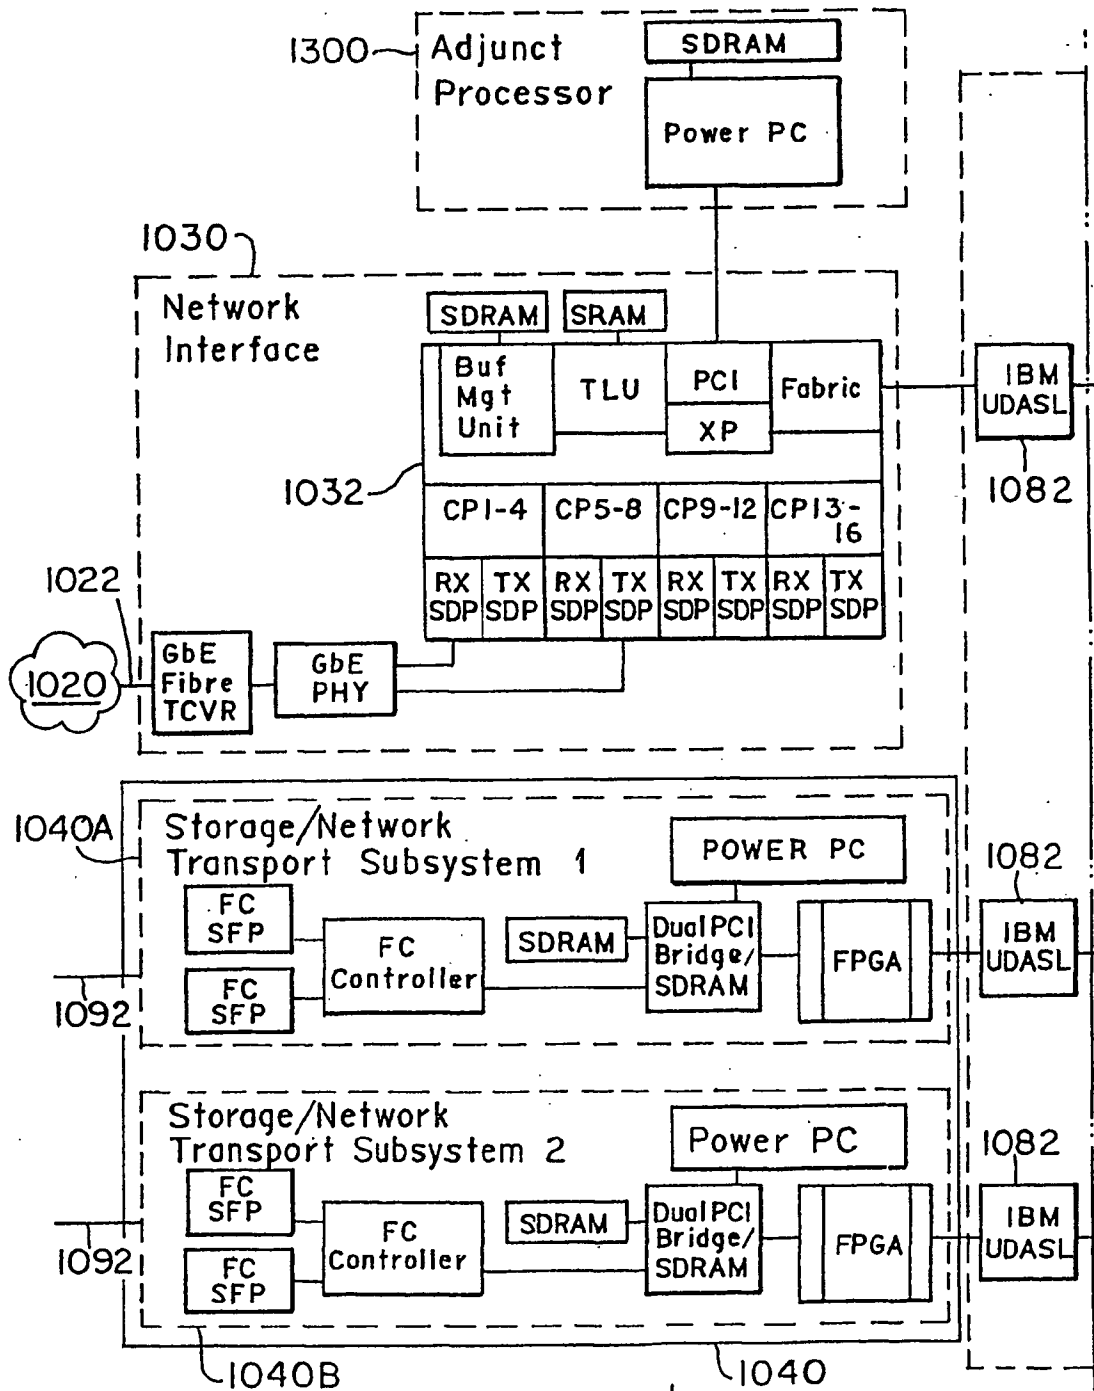 1300
Adjunct
Processor
SDRAM
Power PC
1030
Network
Interface
SDRAM
SRAM
Buf
Mgt
Unit
TLU
PCI
XP
Fabric
IBM
UDASL
1082
1032
CP1-4
CP5-8
CP9-12
CP13-
16
RX
SDP
TX
SDP
RX
SDP
TX
SDP
RX
SDP
TX
SDP
RX
SDP
TX
SDP
1022
1020
GbE
Fibre
TCVR
GbE
PHY
1040A
Storage/Network
Transport Subsystem 1
POWER PC
1082
FC
SFP
FC
SFP
FC
Controller
SDRAM
Dual PCI
Bridge/
SDRAM
FPGA
IBM
UDASL
1092
Storage/Network
Transport Subsystem 2
Power PC
1082
FC
SFP
FC
SFP
FC
Controller
SDRAM
Dual PCI
Bridge/
SDRAM
FPGA
IBM
UDASL
1092
1040B
1040